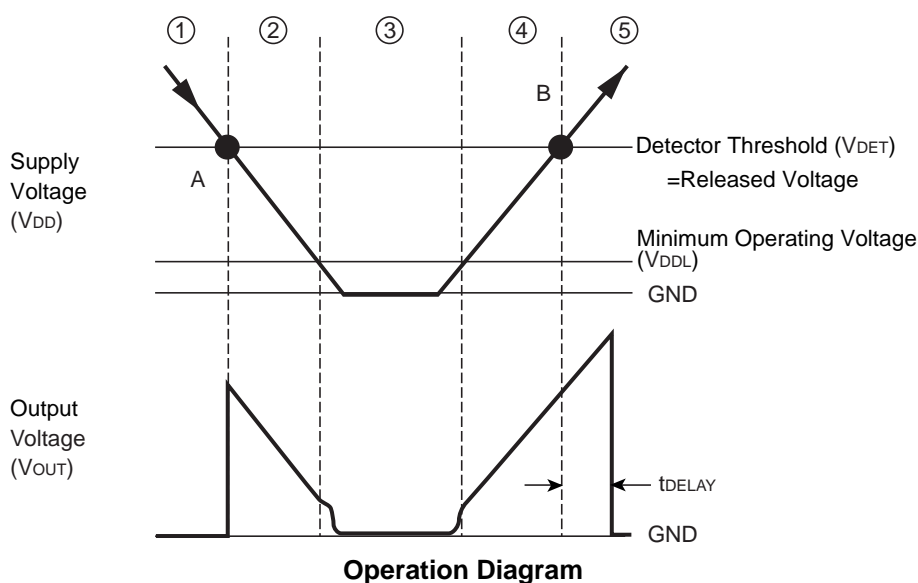 ① ② ③ ④ ⑤
B
Detector Threshold (VDET)
=Released Voltage
Supply
Voltage
(VDD)
A
Minimum Operating Voltage
(VDDL)
GND
Output
Voltage
(VOUT)
tDELAY
GND
Operation Diagram